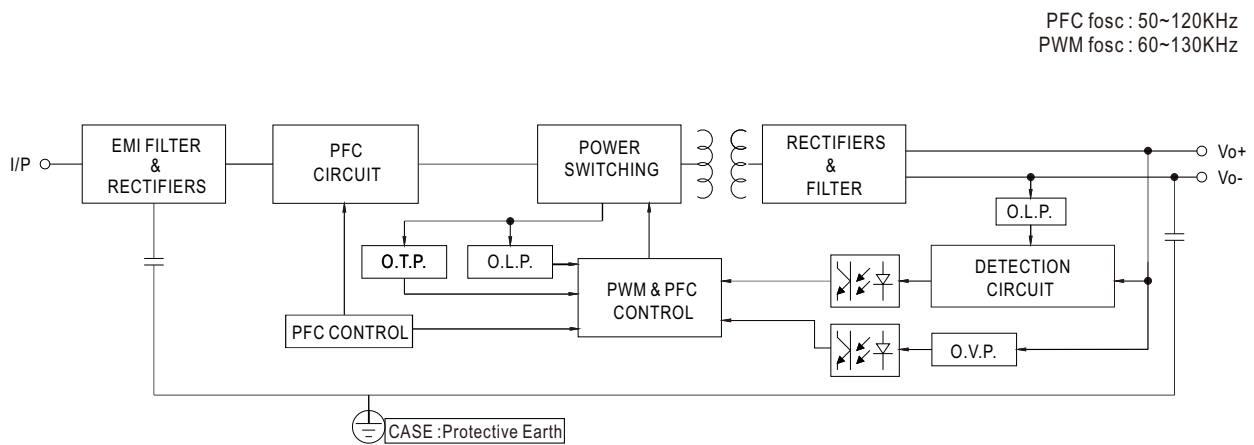 PFC fosc : 50~120KHz
PWM fosc : 60~130KHz
I/P
EMI FILTER
&
RECTIFIERS
PFC
CIRCUIT
POWER
SWITCHING
RECTIFIERS
&
FILTER
Vo+
Vo-
O.L.P.
O.T.P.
O.L.P.
PWM & PFC
CONTROL
DETECTION
CIRCUIT
PFC CONTROL
O.V.P.
CASE :Protective Earth